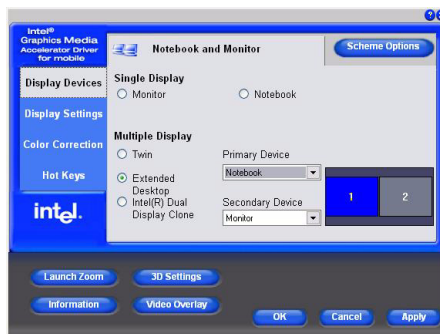 Intel®
Graphics Media
Accelerator Driver
for mobile
Notebook and Monitor
Scheme Options
Display Devices
Display Settings
Color Correction
Hot Keys
intel.
Single Display
Monitor
Notebook
Multiple Display
Twin
Extended
Desktop
Intel(R) Dual
Display Clone
Primary Device
Notebook
Secondary Device
Monitor
1
2
Launch Zoom
3D Settings
Information
Video Overlay
OK
Cancel
Apply